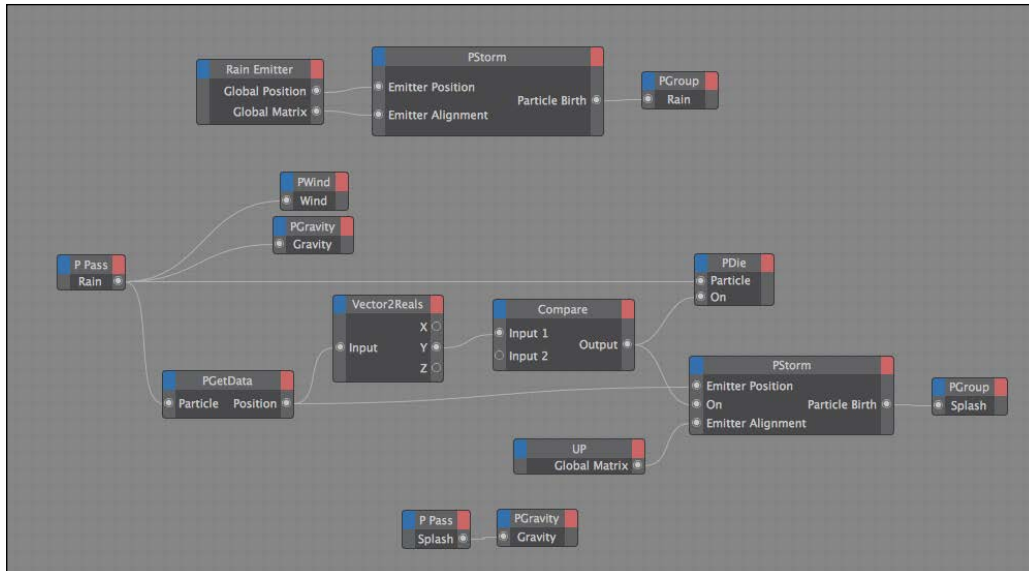 PStorm
Rain Emitter
Global Position
Global Matrix
Emitter Position
Emitter Alignment
Particle Birth
PGroup
Rain
PWind
Wind
PGravity
Gravity
P Pass
Rain
PDie
Particle
On
Vector2Reals
Input
X
Y
Z
Compare
Input 1
Input 2
Output
PGetData
Particle Position
PStorm
Emitter Position
On
Emitter Alignment
Particle Birth
PGroup
Splash
UP
Global Matrix
P Pass
Splash
PGravity
Gravity